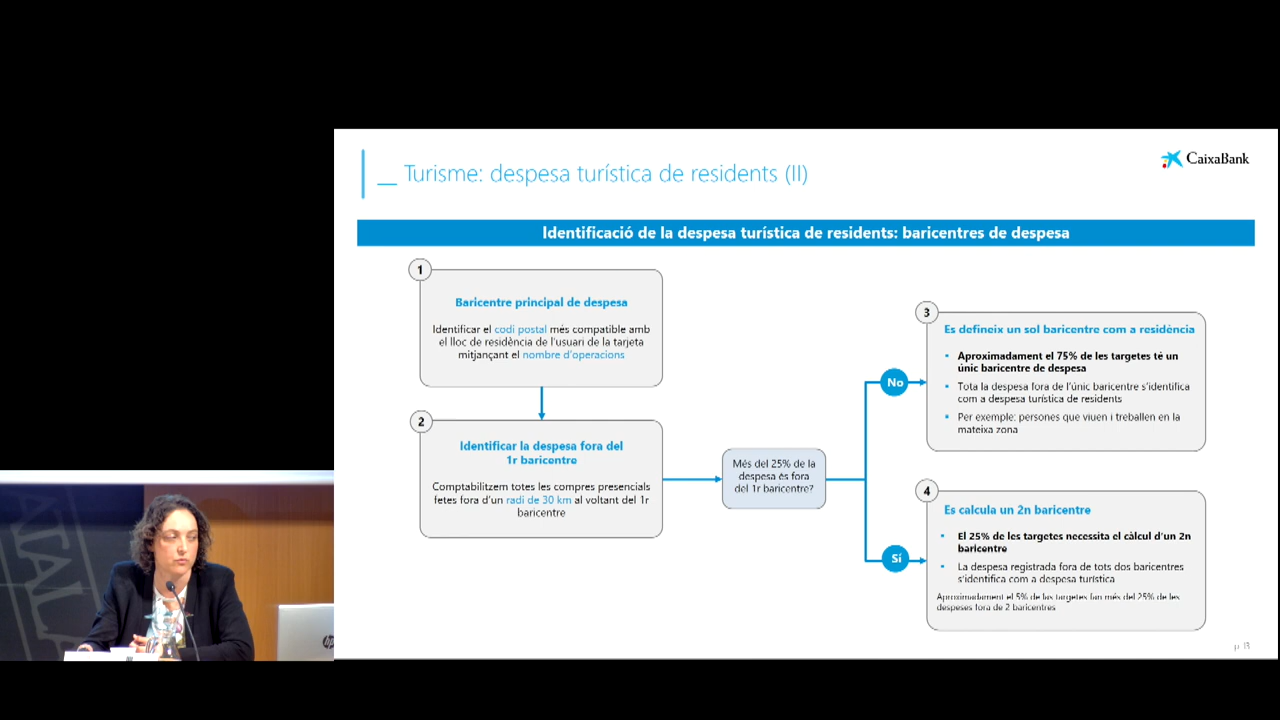 __ Turisme: despesa turística de residents (II)
CaixaBank
Identificació de la despesa turística de residents: baricentres de despesa
1
Baricentre principal de despesa
Identificar el codi postal més compatible amb
el lloc de residència de l'usuari de la tarjeta
mitjançant el nombre d'operacions
2
Identificar la despesa fora del
1r baricentre
Comptabilitzem totes les compres presencials
fetes fora d'un radi de 30 km al voltant del 1r
baricentre
Més del 25% de la
despesa és fora
del 1r baricentre?
No
3
Es defineix un sol baricentre com a residència
Aproximadament el 75% de les targetes té un
únic baricentre de despesa
Tota la despesa fora de l'únic baricentre s'identifica
com a despesa turística de residents
Per exemple: persones que viuen i treballen en la
mateixa zona
Sí
4
Es calcula un 2n baricentre
El 25% de les targetes necessita el càlcul d'un 2n
baricentre
La despesa registrada fora de tots dos baricentres
s'identifica com a despesa turística
Aproximadament el 5% de las targetes fan més del 25% de les
despeses fora de 2 baricentres
p 13
hp